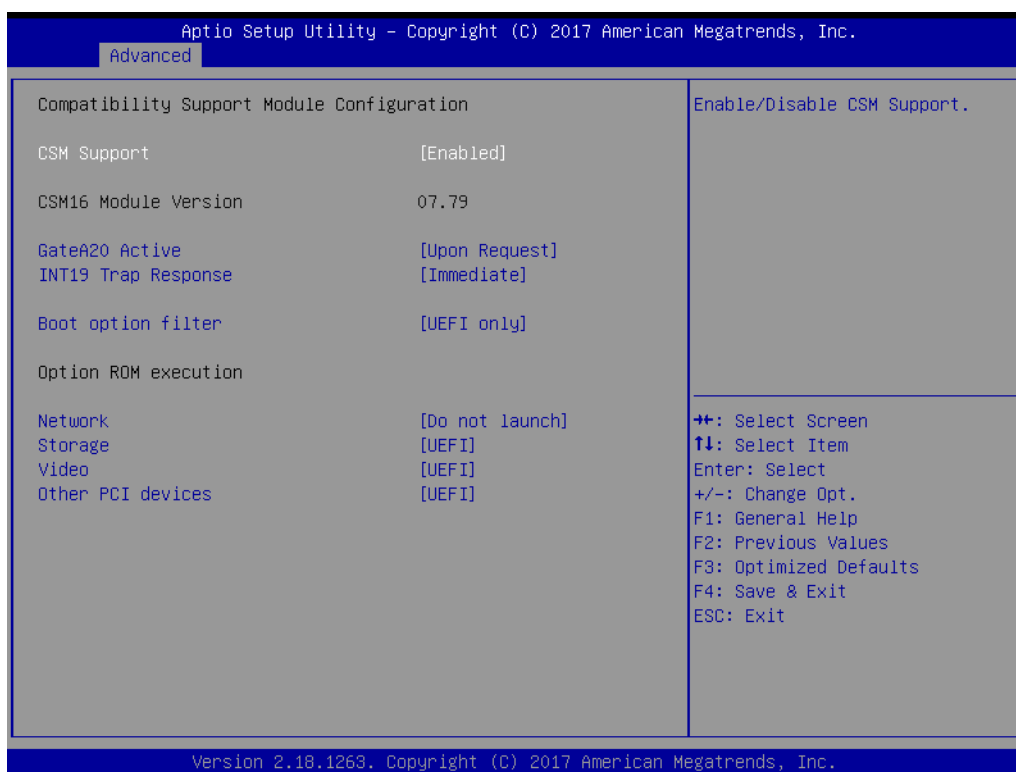 Aptio Setup Utility – Copyright (C) 2017 American Megatrends, Inc.
Advanced
Compatibility Support Module Configuration
CSM Support [Enabled]
CSM16 Module Version 07.79
GateA20 Active [Upon Request]
INT19 Trap Response [Immediate]
Boot option filter [UEFI only]
Option ROM execution
Network [Do not launch]
Storage [UEFI]
Video [UEFI]
Other PCI devices [UEFI]
Enable/Disable CSM Support.
→←: Select Screen
↑↓: Select Item
Enter: Select
+/-: Change Opt.
F1: General Help
F2: Previous Values
F3: Optimized Defaults
F4: Save & Exit
ESC: Exit
Version 2.18.1263. Copyright (C) 2017 American Megatrends, Inc.